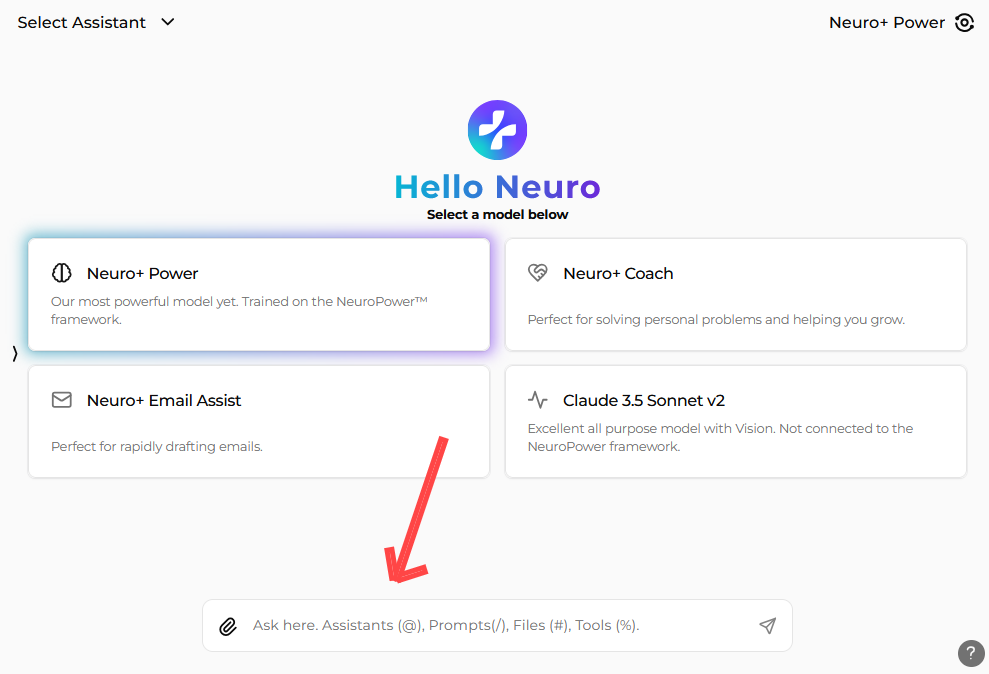 Select Assistant
Neuro+ Power
Hello Neuro
Select a model below
Neuro+ Power
Our most powerful model yet. Trained on the NeuroPower™
framework.
Neuro+ Coach
Perfect for solving personal problems and helping you grow.
Neuro+ Email Assist
Perfect for rapidly drafting emails.
Claude 3.5 Sonnet v2
Excellent all purpose model with Vision. Not connected to the
NeuroPower framework.
Ask here. Assistants (@), Prompts(/), Files (#), Tools (%).
?